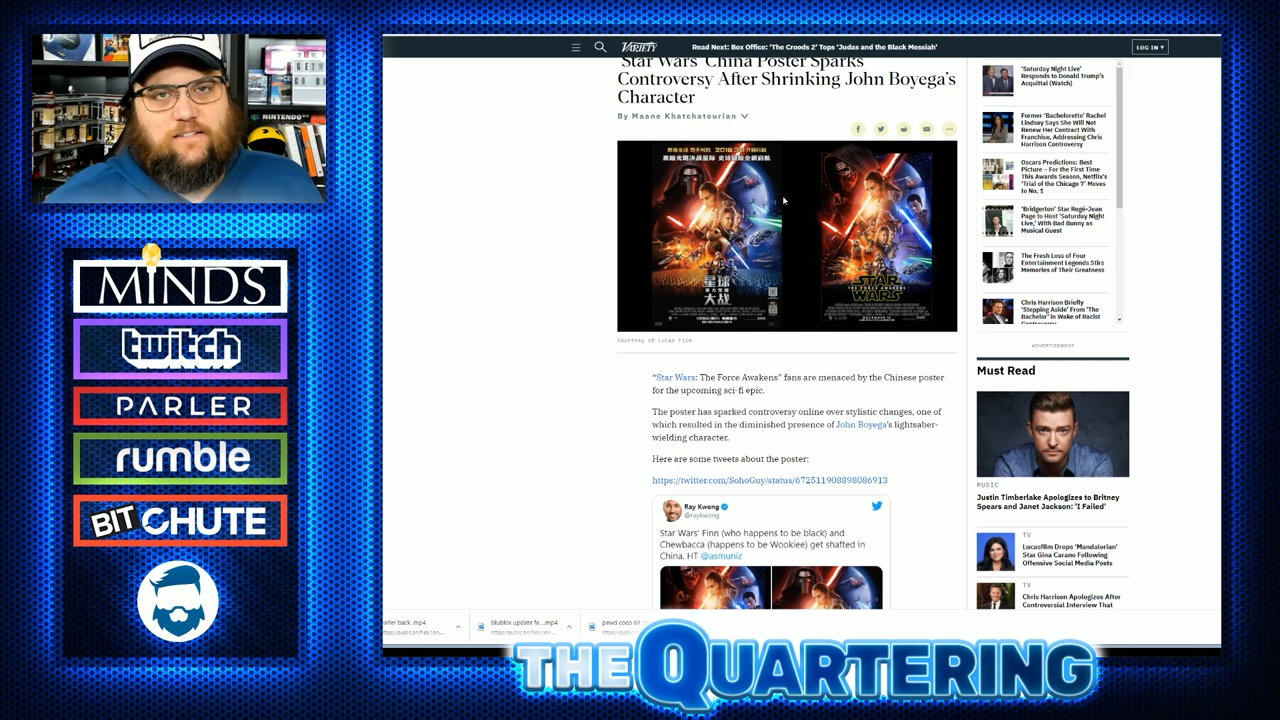 VARIETY
Read Next: Box Office: 'The Croods 2' Tops 'Judas and the Black Messiah'
LOG IN ▾
'Star Wars' China Poster Sparks
Controversy After Shrinking John Boyega's
Character
By Maane Khatchatourian
星球
大战
STAR
THE FORCE AWAKENS
WARS
Courtesy of Lucas Film
"Star Wars: The Force Awakens" fans are menaced by the Chinese poster
for the upcoming sci-fi epic.
The poster has sparked controversy online over stylistic changes, one of
which resulted in the diminished presence of John Boyega's lightsaber-
wielding character.
Here are some tweets about the poster:
https://twitter.com/SohoGuy/status/672511908898086913
Ray Kwong
@raykwong
Star Wars' Finn (who happens to be black) and
Chewbacca (happens to be Wookiee) get shafted in
China. HT @asmuniz
'Saturday Night Live'
Responds to Donald Trump's
Acquittal (Watch)
Former 'Bachelorette' Rachel
Lindsay Says She Will Not
Renew Her Contract With
Franchise, Addressing Chris
Harrison Controversy
Oscars Predictions: Best
Picture – For the First Time
This Awards Season, Netflix's
'Trial of the Chicago 7' Moves
to No. 1
'Bridgerton' Star Regé-Jean
Page to Host 'Saturday Night
Live,' With Bad Bunny as
Musical Guest
The Fresh Loss of Four
Entertainment Legends Stirs
Memories of Their Greatness
Chris Harrison Briefly
'Stepping Aside' From 'The
Bachelor' in Wake of Racist
Controversy
ADVERTISEMENT
Must Read
MUSIC
Justin Timberlake Apologizes to Britney
Spears and Janet Jackson: 'I Failed'
TV
Lucasfilm Drops 'Mandalorian'
Star Gina Carano Following
Offensive Social Media Posts
TV
Chris Harrison Apologizes After
Controversial Interview That
MINDS
twitch
PARLER
rumble
BITCHUTE
arler back .mp4
blublox update fe....mp4
pewd coco 69
THE QUARTERING